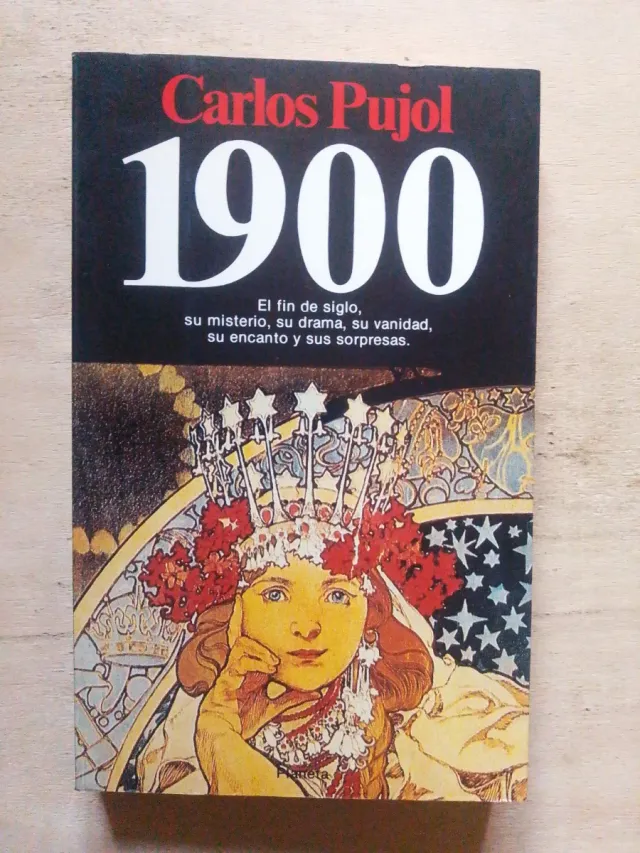 Carlos Pujol
1900
El fin de siglo,
su misterio, su drama, su vanidad,
su encanto y sus sorpresas.
Planeta